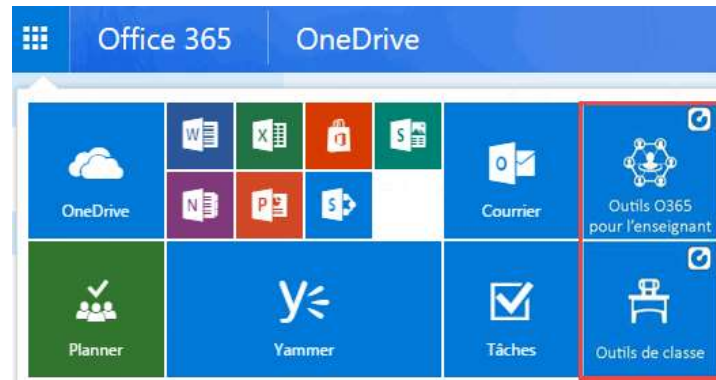 Office 365 OneDrive
W X S
OneDrive N P S Courrier Outils O365
pour l'enseignant
Planner Yammer Tâches Outils de classe